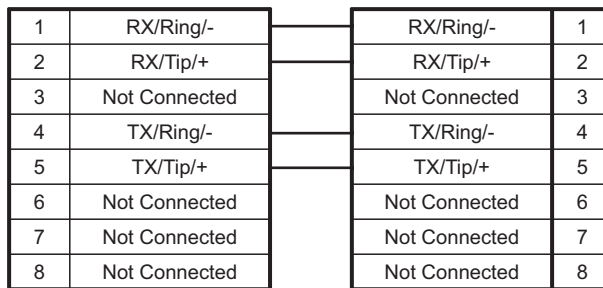 1 RX/Ring/- RX/Ring/- 1
2 RX/Tip/+ RX/Tip/+ 2
3 Not Connected Not Connected 3
4 TX/Ring/- TX/Ring/- 4
5 TX/Tip/+ TX/Tip/+ 5
6 Not Connected Not Connected 6
7 Not Connected Not Connected 7
8 Not Connected Not Connected 8